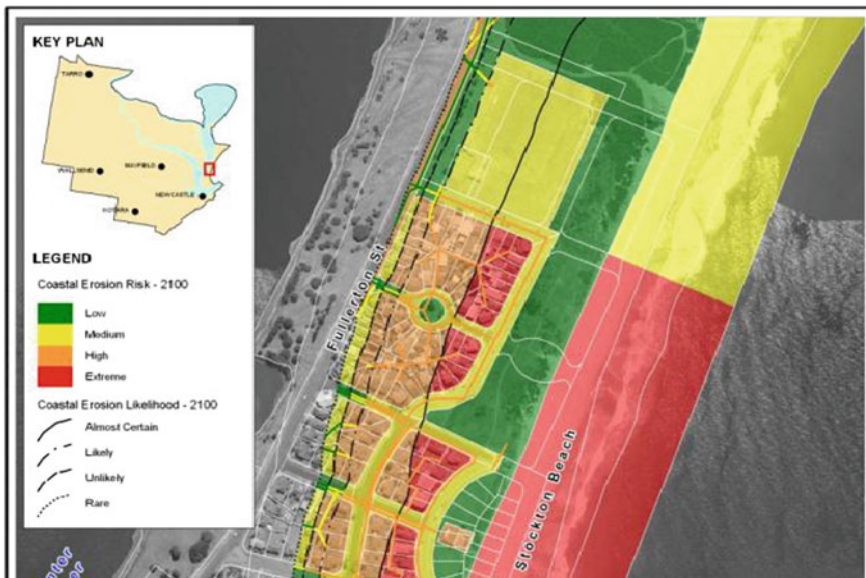 KEY PLAN
TARRO
MAYFIELD
WALLSEND
NEWCASTLE
KOTARA
LEGEND
Coastal Erosion Risk - 2100
Low
Medium
High
Extreme
Coastal Erosion Likelihood - 2100
Almost Certain
Likely
Unlikely
Rare
Fullerton St
Stockton Beach